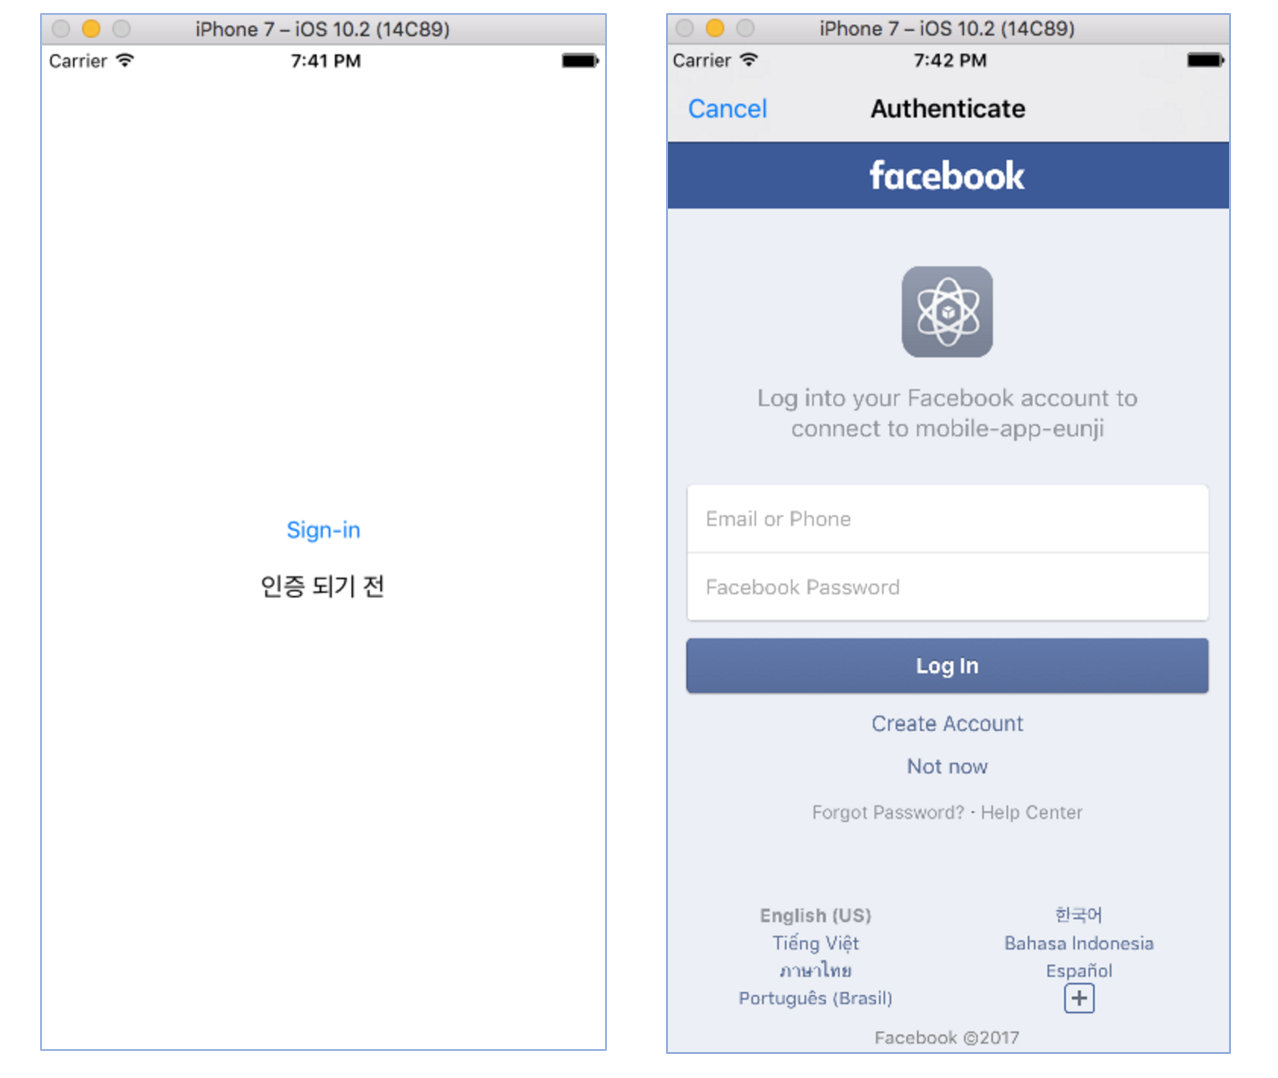 iPhone 7 – iOS 10.2 (14C89)
Carrier
7:41 PM
Sign-in
인증 되기 전
iPhone 7 – iOS 10.2 (14C89)
Carrier
7:42 PM
Cancel
Authenticate
facebook
Log into your Facebook account to
connect to mobile-app-eunji
Email or Phone
Facebook Password
Log In
Create Account
Not now
Forgot Password? · Help Center
English (US)
한국어
Tiếng Việt
Bahasa Indonesia
ภาษาไทย
Español
Português (Brasil)
Facebook ©2017